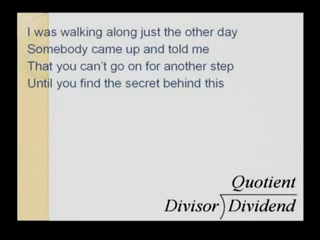 I was walking along just the other day
Somebody came up and told me
That you can't go on for another step
Until you find the secret behind this
Quotient
Divisor)Dividend